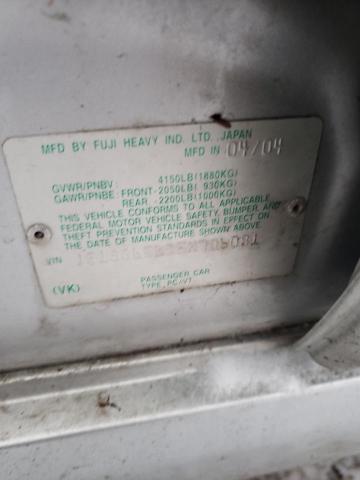 MFD BY FUJI HEAVY IND. LTD. JAPAN
MFD IN 04/04
GVWR/PNBV : 4150LB(1880KG)
GAWR/PNBE : FRONT-2050LB( 930KG)
REAR -2200LB(1000KG)
THIS VEHICLE CONFORMS TO ALL APPLICABLE
FEDERAL MOTOR VEHICLE SAFETY, BUMPER, AND
THEFT PREVENTION STANDARDS IN EFFECT ON
THE DATE OF MANUFACTURE SHOWN ABOVE.
VIN
PASSENGER CAR
(VK) TYPE, PC/VT